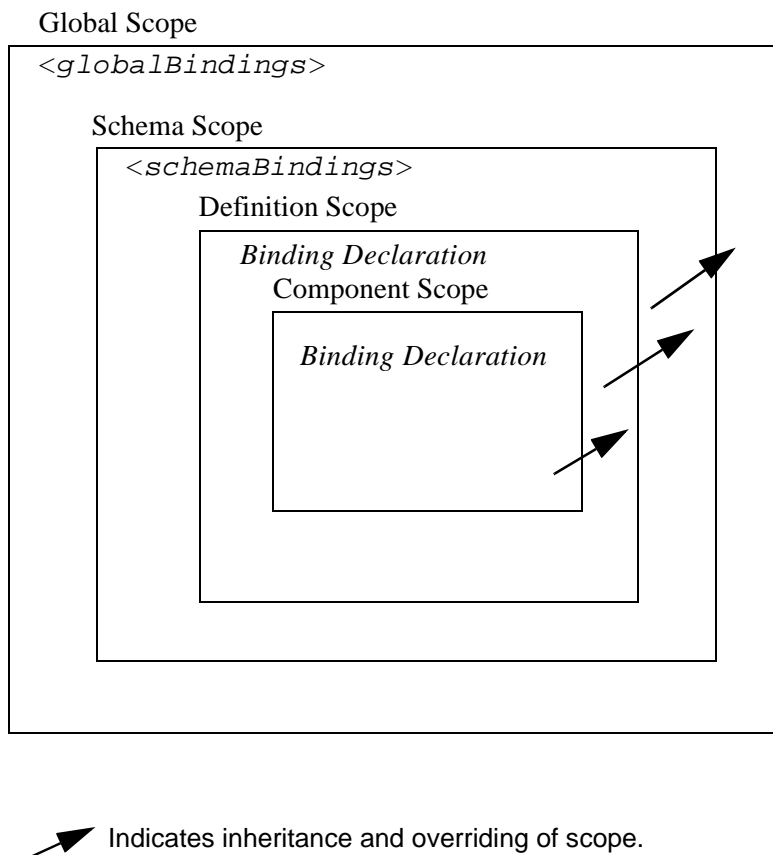 Global Scope
<globalBindings>
Schema Scope
<schemaBindings>
Definition Scope
Binding Declaration
Component Scope
Binding Declaration
Indicates inheritance and overriding of scope.